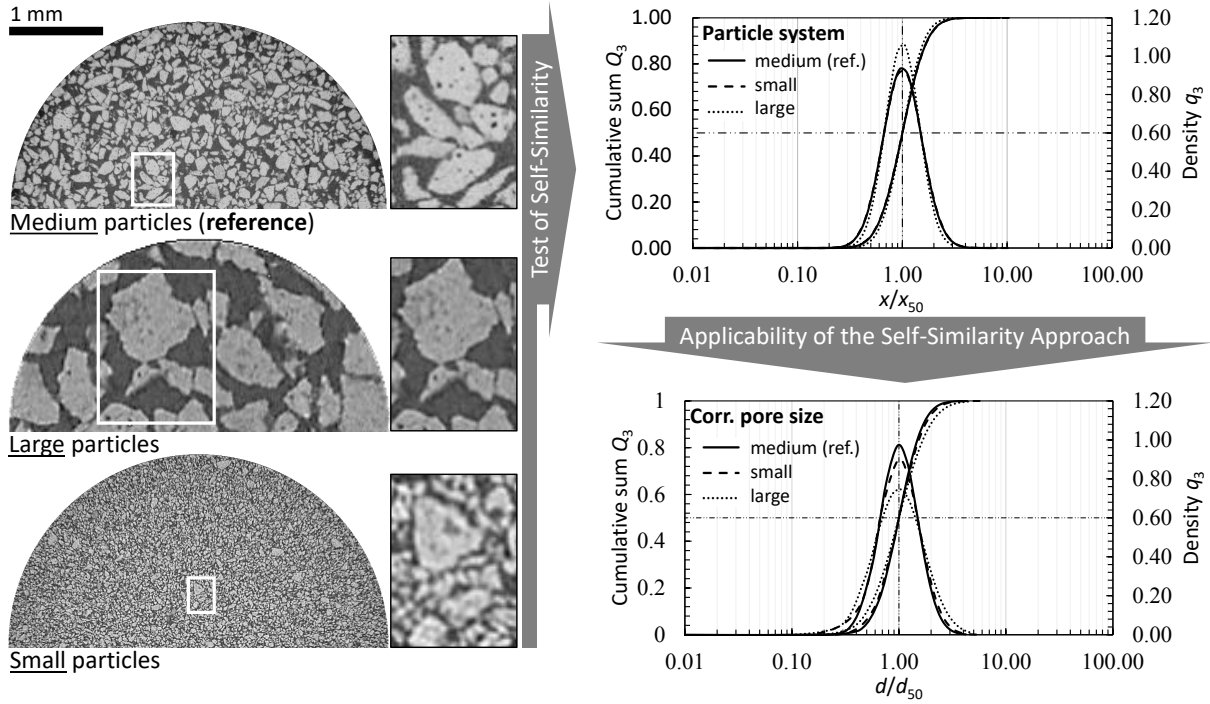 1 mm
Medium particles (reference)
Large particles
Small particles
Test of Self-Similarity
Particle system
medium (ref.)
small
large
Cumulative sum Q3
1.00
0.80
0.60
0.40
0.20
0.00
Density q3
1.20
1.00
0.80
0.60
0.40
0.20
0.00
0.01 0.10 1.00 10.00 100.00
x/x50
Applicability of the Self-Similarity Approach
Corr. pore size
medium (ref.)
small
large
Cumulative sum Q3
1
0.8
0.6
0.4
0.2
0
Density q3
1.20
1.00
0.80
0.60
0.40
0.20
0.00
0.01 0.10 1.00 10.00 100.00
d/d50